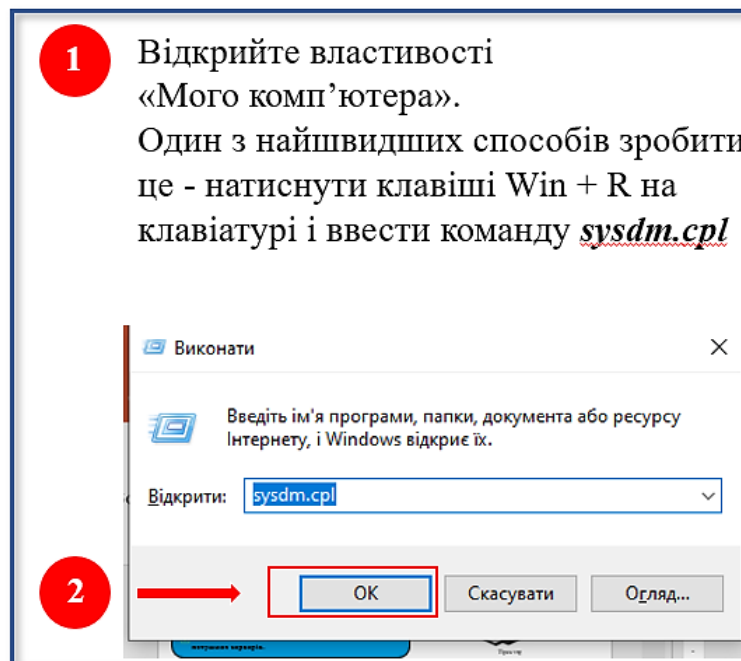 1
Відкрийте властивості
«Мого комп’ютера».
Один з найшвидших способів зробити
це - натиснути клавіші Win + R на
клавіатурі і ввести команду sysdm.cpl
Виконати
Введіть ім'я програми, папки, документа або ресурсу
Інтернету, і Windows відкриє їх.
Відкрити: sysdm.cpl
2
OK Скасувати Огляд...